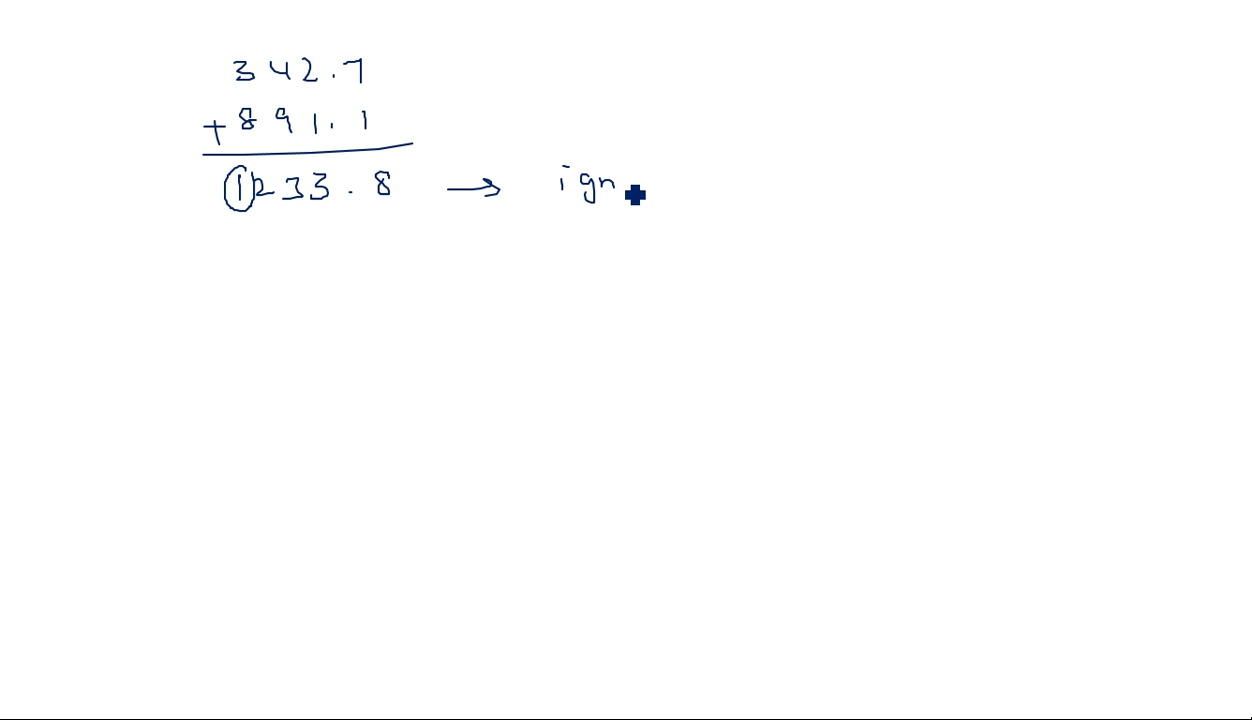 342.7
+891.1
1233.8 → ign